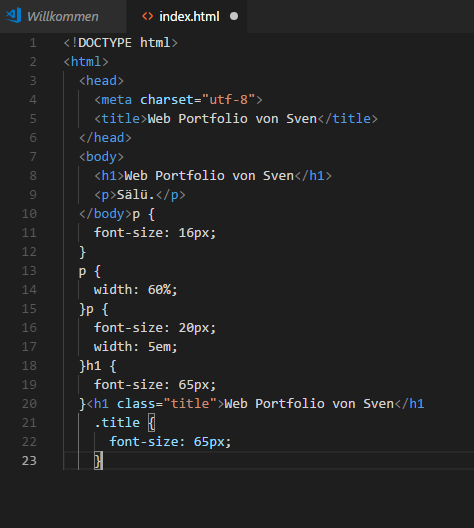 Willkommen
<> index.html
1 <!DOCTYPE html>
2 <html>
3 <head>
4 <meta charset="utf-8">
5 <title>Web Portfolio von Sven</title>
6 </head>
7 <body>
8 <h1>Web Portfolio von Sven</h1>
9 <p>Sälü.</p>
10 </body>p {
11 font-size: 16px;
12 }
13 p {
14 width: 60%;
15 }p {
16 font-size: 20px;
17 width: 5em;
18 }h1 {
19 font-size: 65px;
20 }<h1 class="title">Web Portfolio von Sven</h1
21 .title {
22 font-size: 65px;
23 }